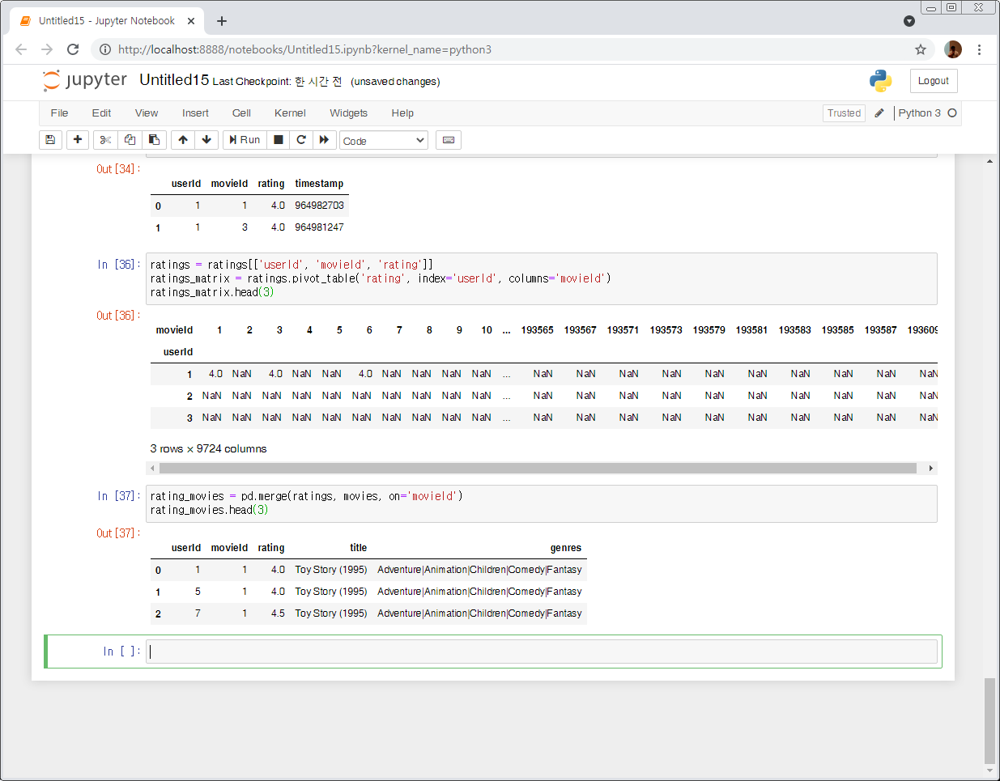 Untitled15 - Jupyter Notebook
http://localhost:8888/notebooks/Untitled15.ipynb?kernel_name=python3
jupyter Untitled15 Last Checkpoint: 한 시간 전 (unsaved changes) Logout
File Edit View Insert Cell Kernel Widgets Help Trusted Python 3
Run Code
Out[34]:
userId movieId rating timestamp
0 1 1 4.0 964982703
1 1 3 4.0 964981247
In [36]: ratings = ratings[['userId', 'movieId', 'rating']]
ratings_matrix = ratings.pivot_table('rating', index='userId', columns='movieId')
ratings_matrix.head(3)
Out[36]:
movieId 1 2 3 4 5 6 7 8 9 10 ... 193565 193567 193571 193573 193579 193581 193583 193585 193587 193609
userId
1 4.0 NaN 4.0 NaN NaN 4.0 NaN NaN NaN NaN ... NaN NaN NaN NaN NaN NaN NaN NaN NaN NaN
2 NaN NaN NaN NaN NaN NaN NaN NaN NaN NaN ... NaN NaN NaN NaN NaN NaN NaN NaN NaN NaN
3 NaN NaN NaN NaN NaN NaN NaN NaN NaN NaN ... NaN NaN NaN NaN NaN NaN NaN NaN NaN NaN
3 rows × 9724 columns
In [37]: rating_movies = pd.merge(ratings, movies, on='movieId')
rating_movies.head(3)
Out[37]:
userId movieId rating title genres
0 1 1 4.0 Toy Story (1995) Adventure|Animation|Children|Comedy|Fantasy
1 5 1 4.0 Toy Story (1995) Adventure|Animation|Children|Comedy|Fantasy
2 7 1 4.5 Toy Story (1995) Adventure|Animation|Children|Comedy|Fantasy
In [ ]: